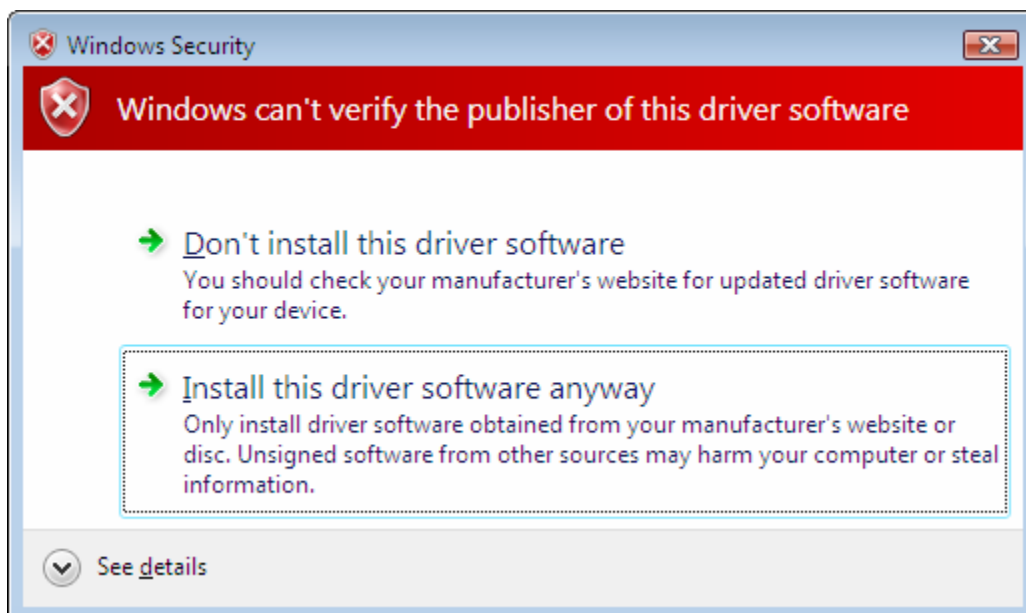 Windows Security
Windows can't verify the publisher of this driver software
Don't install this driver software
You should check your manufacturer's website for updated driver software
for your device.
Install this driver software anyway
Only install driver software obtained from your manufacturer's website or
disc. Unsigned software from other sources may harm your computer or steal
information.
See details